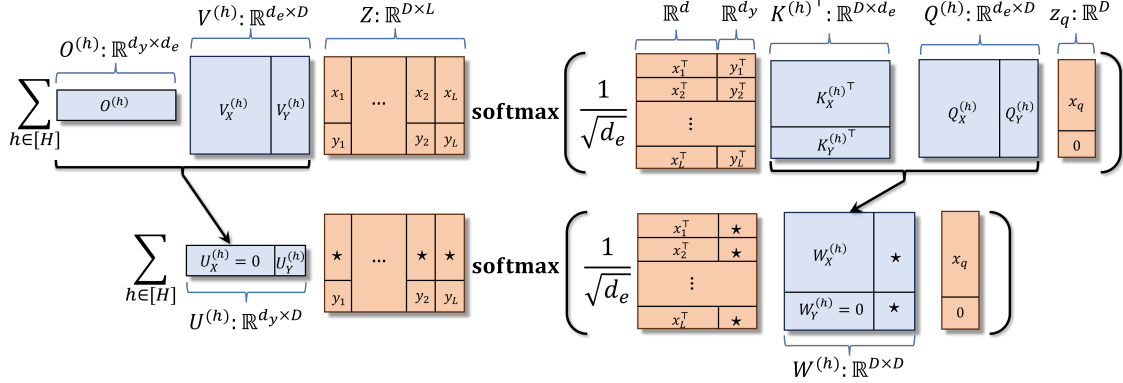 V^{(h)}: ℝ^{d_e×D}
Z: ℝ^{D×L}
ℝ^d
ℝ^{d_y}
K^{(h)⊤}: ℝ^{D×d_e}
Q^{(h)}: ℝ^{d_e×D}
z_q: ℝ^D
O^{(h)}: ℝ^{d_y×d_e}
∑_{h∈[H]}
O^{(h)}
V_X^{(h)}
V_Y^{(h)}
x_1 ... x_2 x_L
y_1 y_2 y_L
softmax
( 1/√d_e
x_1^⊤ y_1^⊤
x_2^⊤ y_2^⊤
⋮
x_L^⊤ y_L^⊤
K_X^{(h)⊤}
K_Y^{(h)⊤}
Q_X^{(h)}
Q_Y^{(h)}
x_q
0
)
∑_{h∈[H]}
U_X^{(h)} = 0
U_Y^{(h)}
U^{(h)}: ℝ^{d_y×D}
★ ... ★ ★
y_1 y_2 y_L
softmax
( 1/√d_e
x_1^⊤ ★
x_2^⊤ ★
⋮
x_L^⊤ ★
W_X^{(h)} ★
W_Y^{(h)} = 0 ★
x_q
0
)
W^{(h)}: ℝ^{D×D}